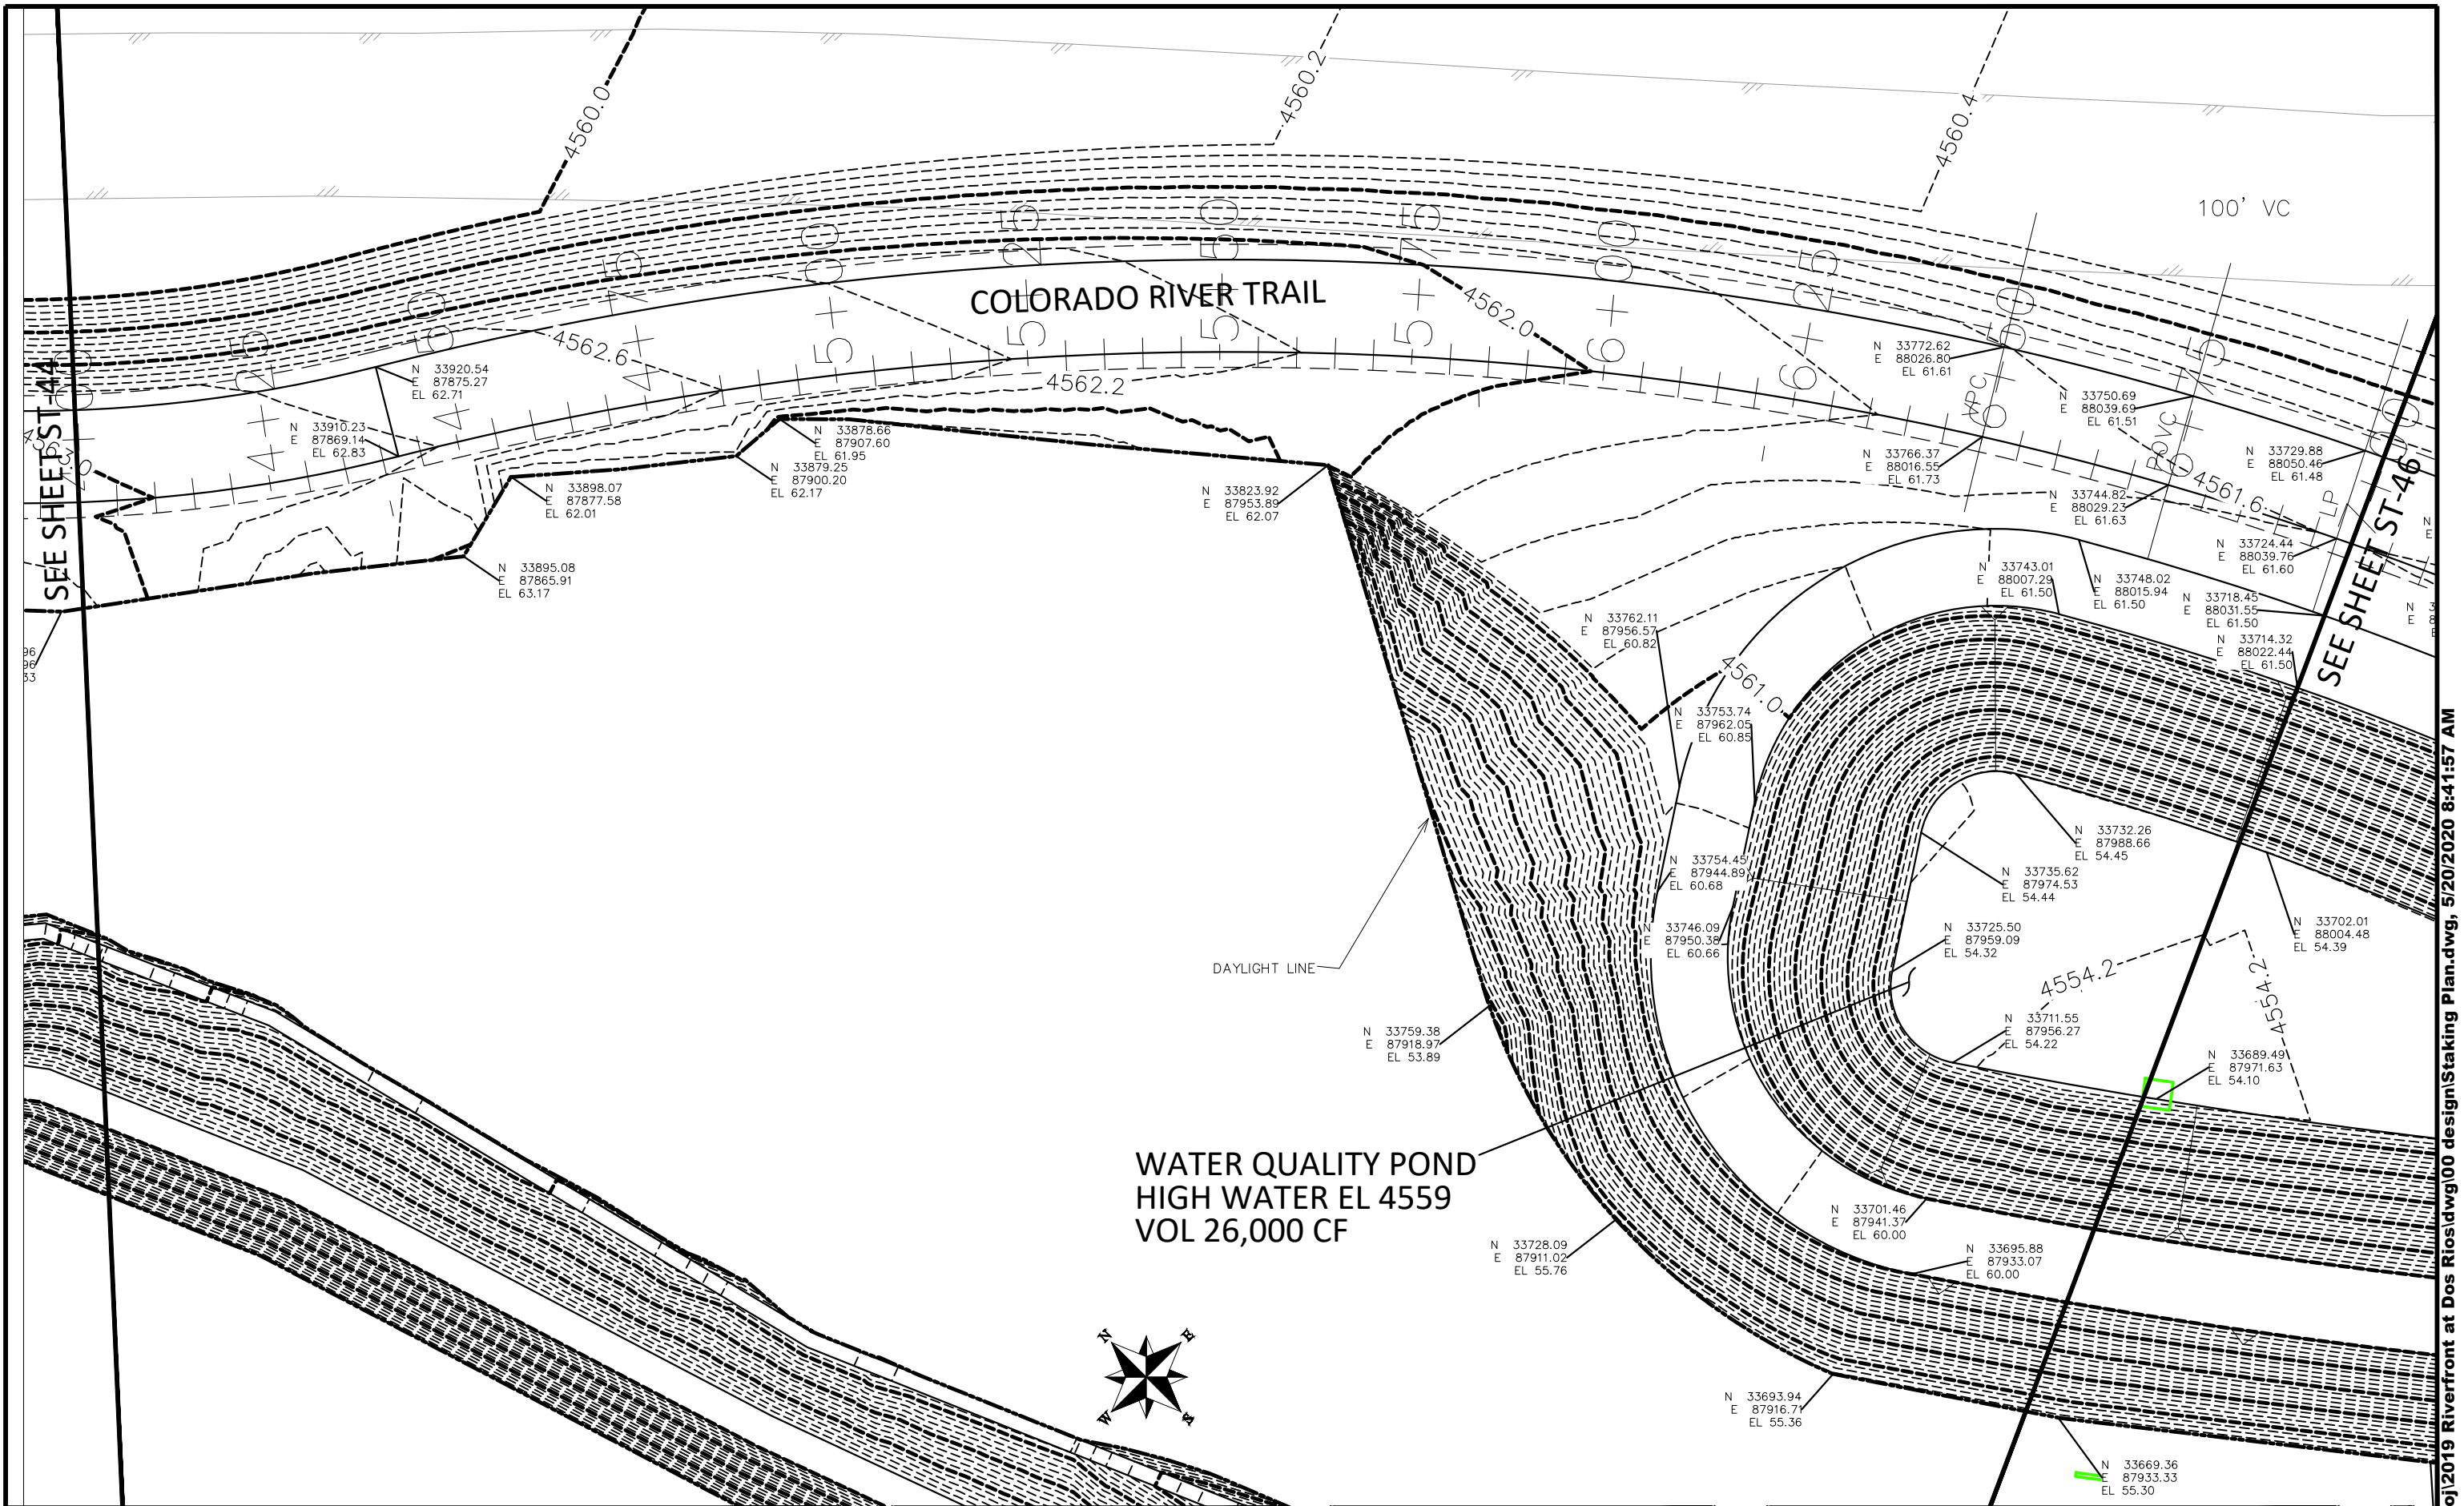 4560.0
4560.2
4560.4
100' VC
COLORADO RIVER TRAIL
4562.6
4562.0
4562.2
4561.6
SEE SHEET ST-44
SEE SHEET ST-46
VPC
LP
N 33920.54
E 87875.27
EL 62.71
N 33910.23
E 87869.14
EL 62.83
N 33878.66
E 87907.60
EL 61.95
N 33879.25
E 87900.20
EL 62.17
N 33898.07
E 87877.58
EL 62.01
N 33895.08
E 87865.91
EL 63.17
N 33823.92
E 87953.89
EL 62.07
N 33772.62
E 88026.80
EL 61.61
N 33750.69
E 88039.69
EL 61.51
N 33766.37
E 88016.55
EL 61.73
N 33729.88
E 88050.46
EL 61.48
N 33744.82
E 88029.23
EL 61.63
N 33724.44
E 88039.76
EL 61.60
N 33743.01
E 88007.29
EL 61.50
N 33748.02
E 88015.94
EL 61.50
N 33718.45
E 88031.55
EL 61.50
N 33714.32
E 88022.44
EL 61.50
N 33762.11
E 87956.57
EL 60.82
4561.0
N 33753.74
E 87962.05
EL 60.85
N 33732.26
E 87988.66
EL 54.45
N 33754.45
E 87944.89
EL 60.68
N 33735.62
E 87974.53
EL 54.44
N 33746.09
E 87950.38
EL 60.66
N 33725.50
E 87959.09
EL 54.32
N 33702.01
E 88004.48
EL 54.39
4554.2
4554.2
DAYLIGHT LINE
N 33759.38
E 87918.97
EL 53.89
N 33711.55
E 87956.27
EL 54.22
N 33689.49
E 87971.63
EL 54.10
WATER QUALITY POND
HIGH WATER EL 4559
VOL 26,000 CF
N 33701.46
E 87941.37
EL 60.00
N 33728.09
E 87911.02
EL 55.76
N 33695.88
E 87933.07
EL 60.00
N 33693.94
E 87916.71
EL 55.36
N 33669.36
E 87933.33
EL 55.30
N
E
W
S
oj\2019 Riverfront at Dos Rios\dwg\00 design\Staking Plan.dwg, 5/20/2020 8:41:57 AM